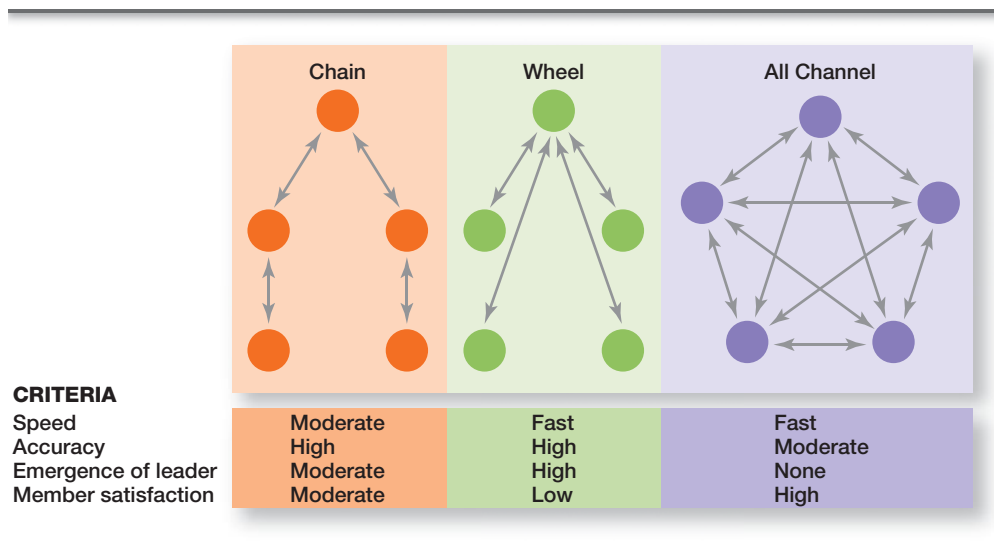 Chain Wheel All Channel
CRITERIA
Speed Moderate Fast Fast
Accuracy High High Moderate
Emergence of leader Moderate High None
Member satisfaction Moderate Low High